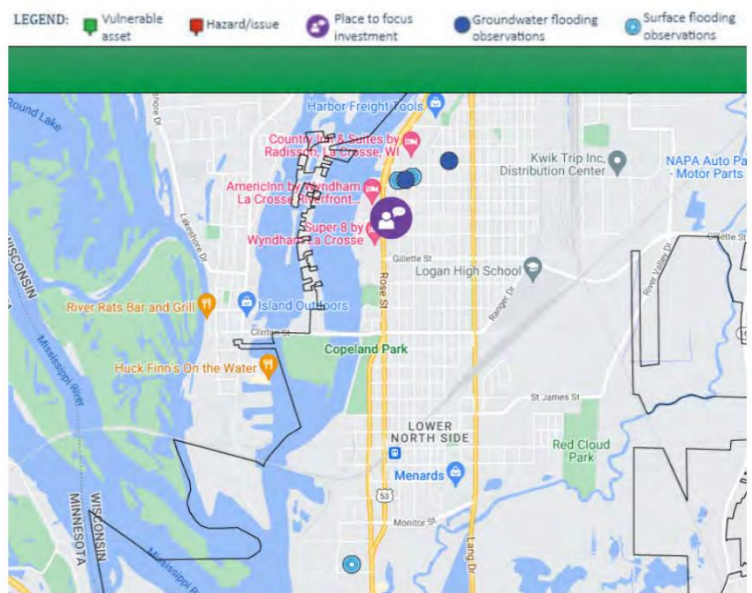 LEGEND:
Vulnerable
asset
Hazard/issue
Place to focus
investment
Groundwater flooding
observations
Surface flooding
observations
Round Lake
shore Dr
Harbor Freight Tools
Country Inn & Suites by
Radisson, La Crosse, WI
Kwik Trip Inc,
Distribution Center
NAPA Auto Pa
- Motor Parts
AmericInn by Wyndham
La Crosse Riverfront...
Lakeshore Dr
Super 8 by
Wyndham La Crosse
Gillette St
Gillette St
WISCONSIN
Logan High School
River Valley Dr
Rose St
Ranger Dr
River Rats Bar and Grill
Island Outdoors
Clinton St
Mississippi River
Copeland Park
Huck Finn's On the Water
St James St
LOWER
NORTH SIDE
Red Cloud
Park
Menards
53
Monitor St
WISCONSIN
MINNESOTA
Lang Dr
Mississippi R